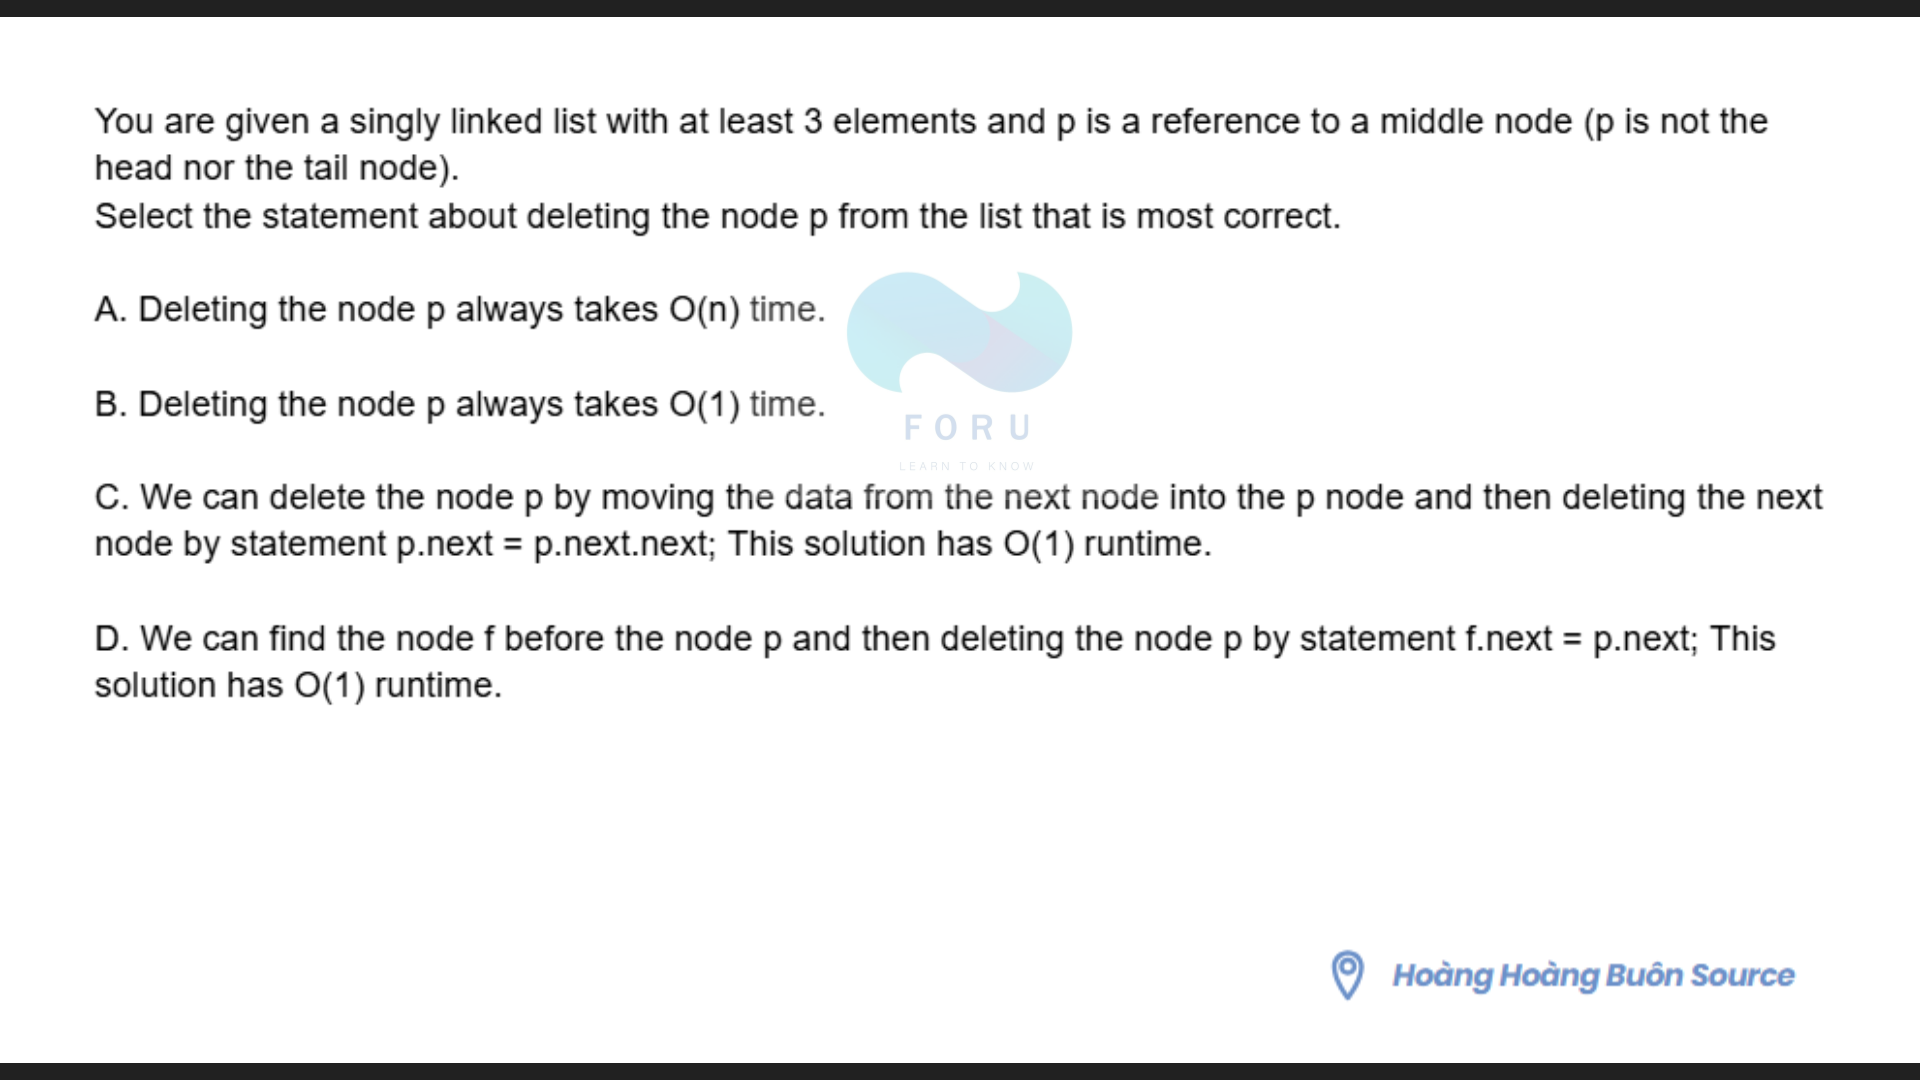 You are given a singly linked list with at least 3 elements and p is a reference to a middle node (p is not the
head nor the tail node).
Select the statement about deleting the node p from the list that is most correct.
A. Deleting the node p always takes O(n) time.
B. Deleting the node p always takes O(1) time.
FORU
LEARN TO KNOW
C. We can delete the node p by moving the data from the next node into the p node and then deleting the next
node by statement p.next = p.next.next; This solution has O(1) runtime.
D. We can find the node f before the node p and then deleting the node p by statement f.next = p.next; This
solution has O(1) runtime.
Hoàng Hoàng Buôn Source